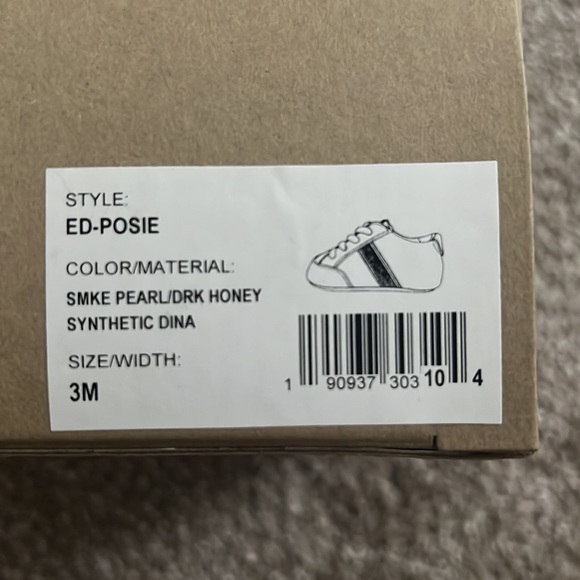 STYLE:
ED-POSIE
COLOR/MATERIAL:
SMKE PEARL/DRK HONEY
SYNTHETIC DINA
SIZE/WIDTH:
3M
1 90937 303 10 4